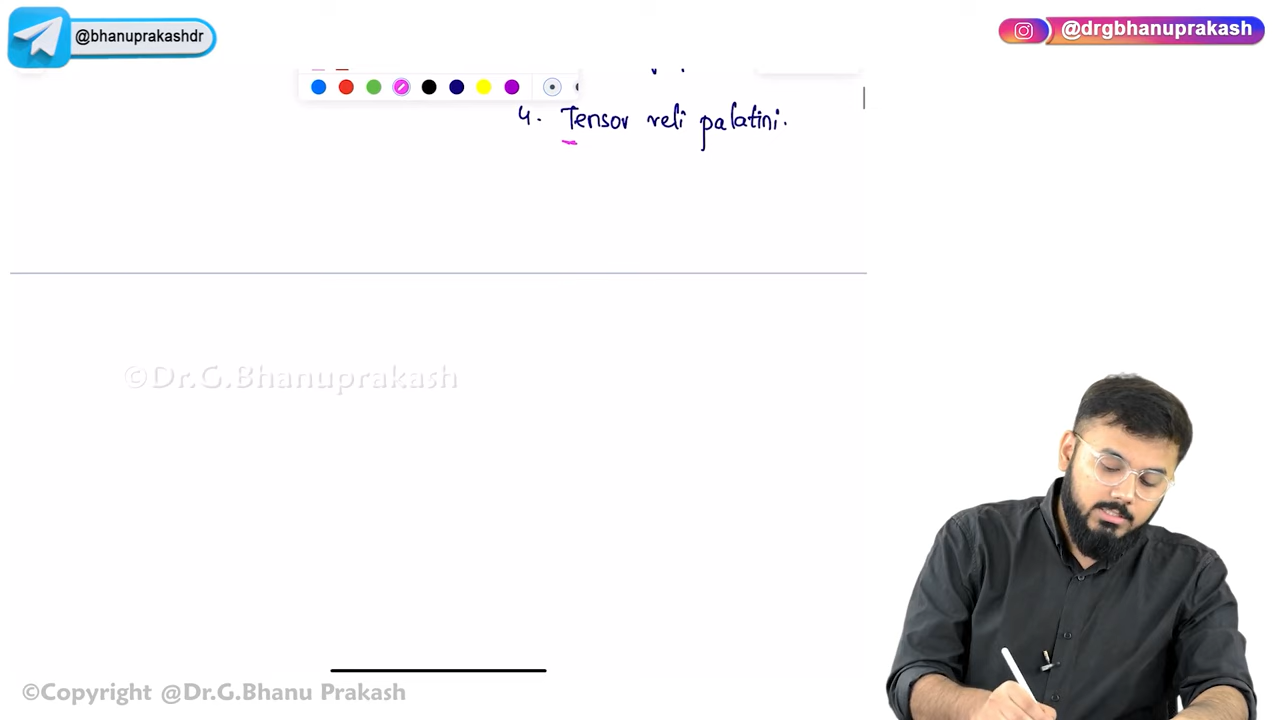 @bhanuprakashdr
@drgbhanuprakash
4. Tensor veli palatini.
©Dr.G.Bhanuprakash
©Copyright @Dr.G.Bhanu Prakash